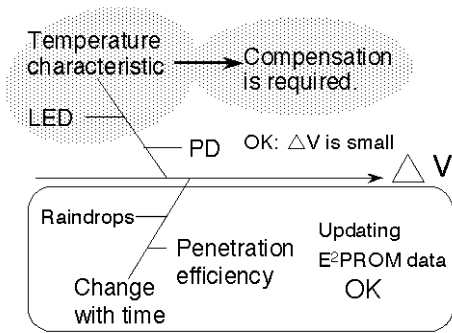 Temperature
characteristic
Compensation
is required.
LED
PD
OK: △V is small
△ V
Raindrops
Penetration
efficiency
Change
with time
Updating
E²PROM data
OK